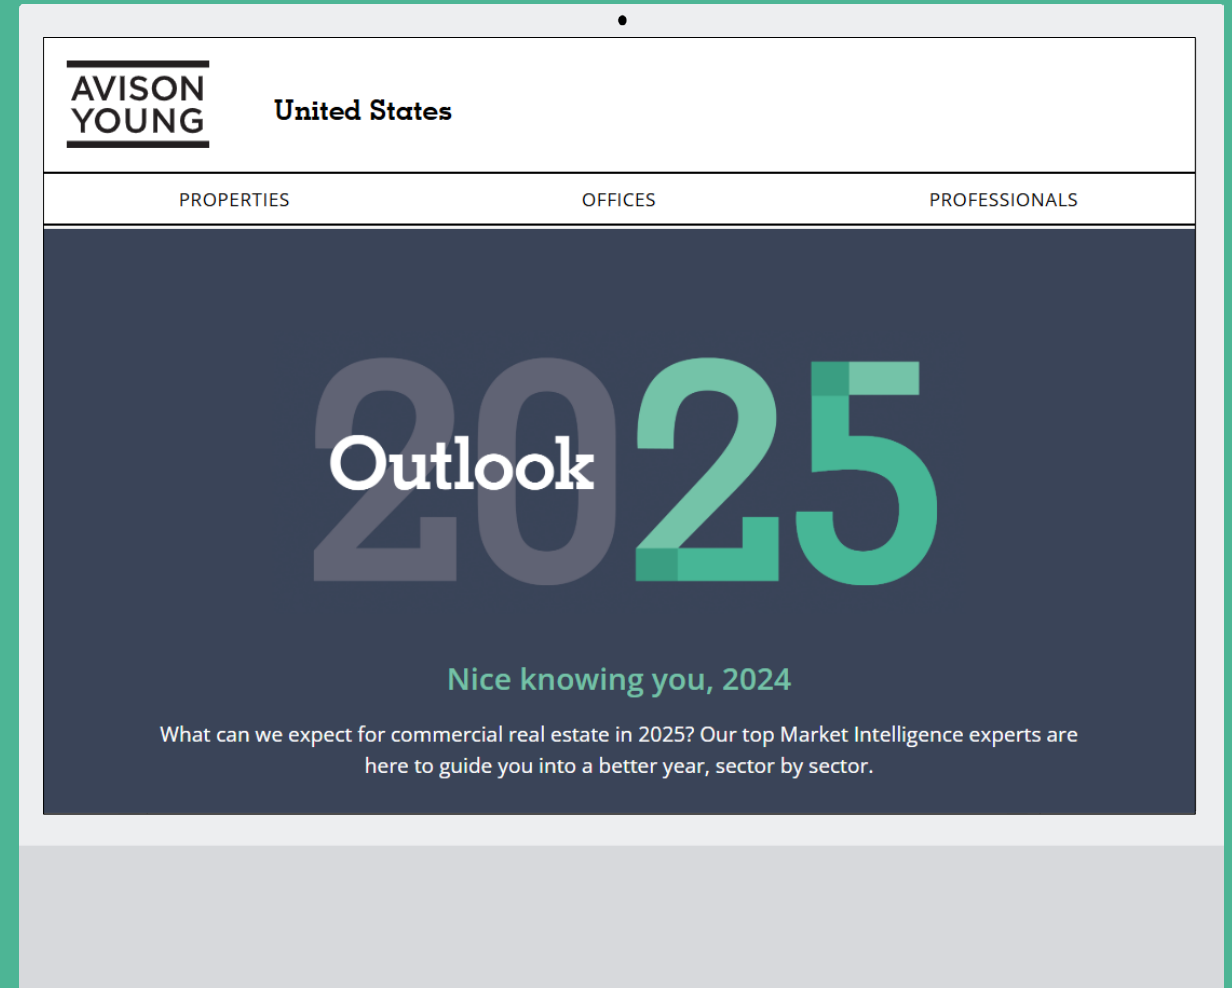 AVISON
YOUNG
United States
PROPERTIES
OFFICES
PROFESSIONALS
2025
Outlook
Nice knowing you, 2024
What can we expect for commercial real estate in 2025? Our top Market Intelligence experts are
here to guide you into a better year, sector by sector.